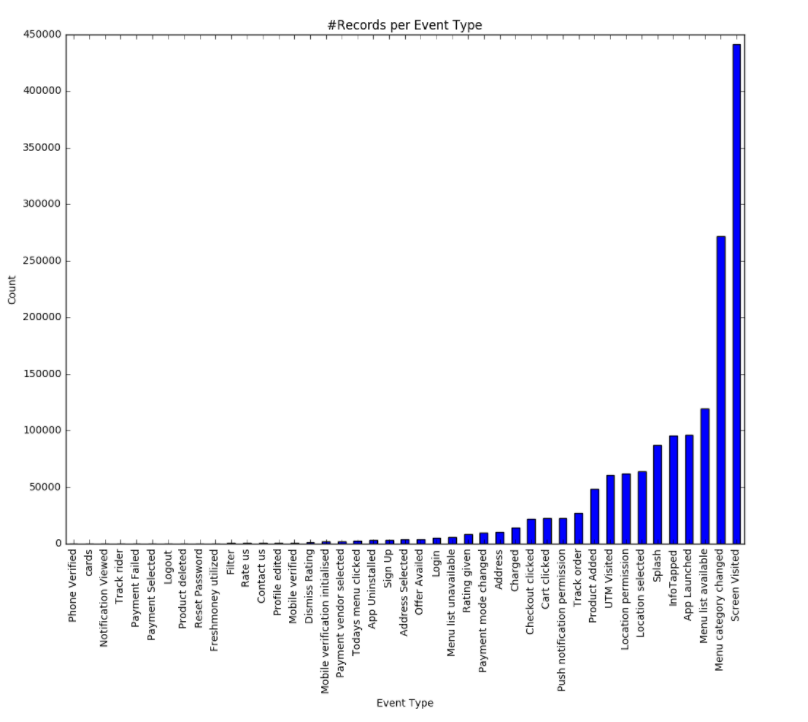 #Records per Event Type
450000
400000
350000
300000
250000
200000
150000
100000
50000
0
Count
Phone Verified
cards
Notification Viewed
Track rider
Payment Failed
Payment Selected
Logout
Product deleted
Reset Password
Freshmoney utilized
Filter
Rate us
Contact us
Profile edited
Mobile verified
Dismiss Rating
Mobile verification initialised
Payment vendor selected
Todays menu clicked
App Uninstalled
Sign Up
Address Selected
Offer Availed
Login
Menu list unavailable
Rating given
Payment mode changed
Address
Charged
Checkout clicked
Cart clicked
Push notification permission
Track order
Product Added
UTM Visited
Location permission
Location selected
Splash
InfoTapped
App Launched
Menu list available
Menu category changed
Screen Visited
Event Type